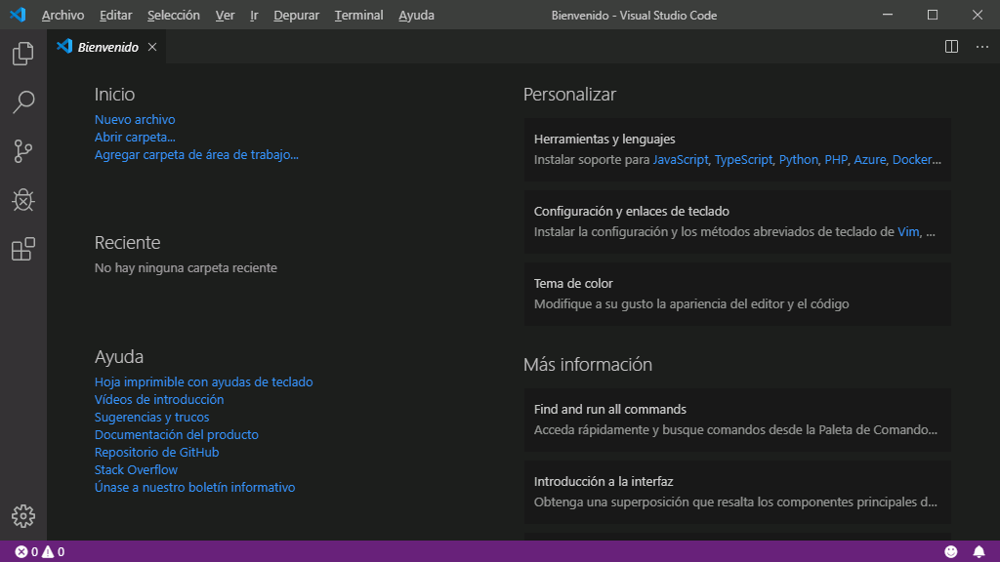 Archivo Editar Selección Ver Ir Depurar Terminal Ayuda Bienvenido - Visual Studio Code
Bienvenido
Inicio
Nuevo archivo
Abrir carpeta...
Agregar carpeta de área de trabajo...
Reciente
No hay ninguna carpeta reciente
Ayuda
Hoja imprimible con ayudas de teclado
Vídeos de introducción
Sugerencias y trucos
Documentación del producto
Repositorio de GitHub
Stack Overflow
Únase a nuestro boletín informativo
Personalizar
Herramientas y lenguajes
Instalar soporte para JavaScript, TypeScript, Python, PHP, Azure, Docker...
Configuración y enlaces de teclado
Instalar la configuración y los métodos abreviados de teclado de Vim, ...
Tema de color
Modifique a su gusto la apariencia del editor y el código
Más información
Find and run all commands
Acceda rápidamente y busque comandos desde la Paleta de Comando...
Introducción a la interfaz
Obtenga una superposición que resalta los componentes principales d...
0 0